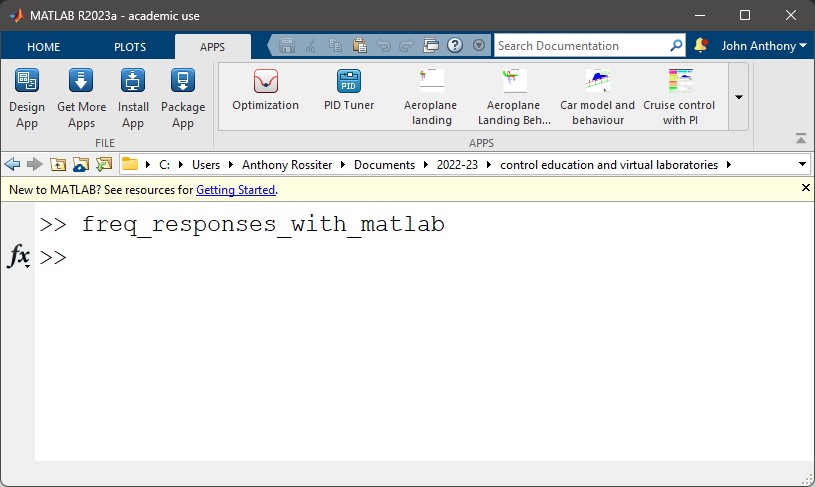 MATLAB R2023a - academic use
HOME PLOTS APPS Search Documentation John Anthony
Design App
Get More Apps
Install App
Package App
Optimization
PID
PID Tuner
Aeroplane landing
Aeroplane Landing Beh...
Car model and behaviour
Cruise control with PI
FILE APPS
C: Users Anthony Rossiter Documents 2022-23 control education and virtual laboratories
New to MATLAB? See resources for Getting Started.
>> freq_responses_with_matlab
fx >>